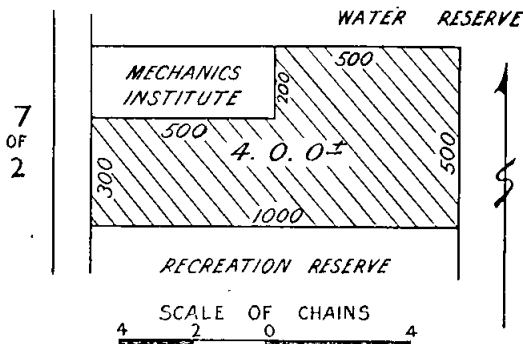 WATER RESERVE
500
MECHANICS
INSTITUTE
200
500
7
OF
2
4. 0. 0±
300
500
1000
RECREATION RESERVE
SCALE OF CHAINS
4 2 0 4